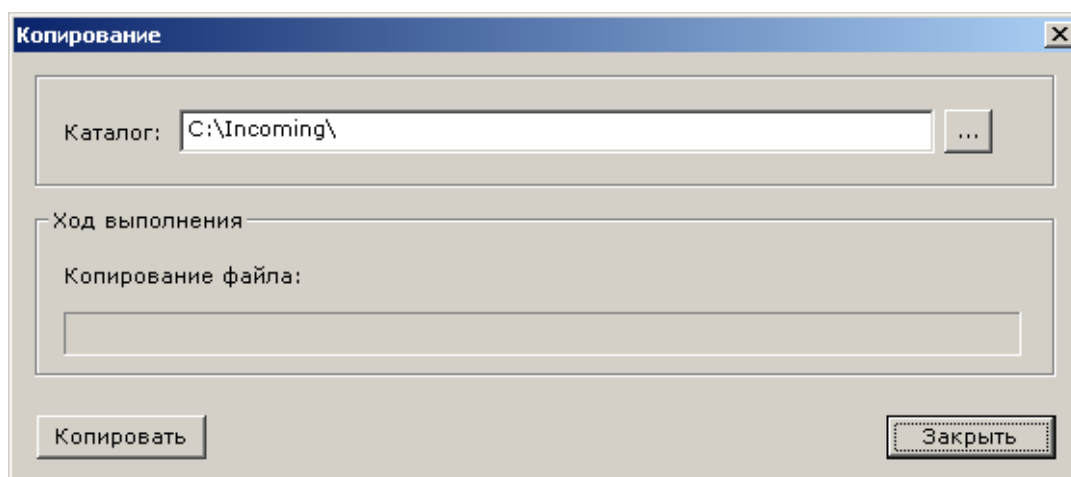 Копирование
Каталог: C:\Incoming\ ...
Ход выполнения
Копирование файла:
Копировать Закрыть